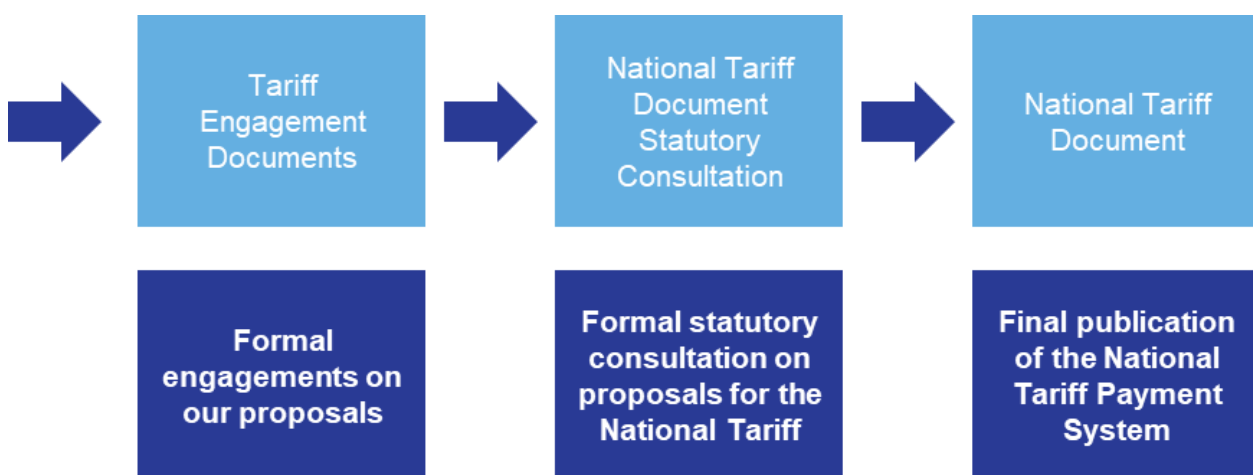 Tariff
Engagement
Documents
National Tariff
Document
Statutory
Consultation
National Tariff
Document
Formal
engagements on
our proposals
Formal statutory
consultation on
proposals for the
National Tariff
Final publication
of the National
Tariff Payment
System